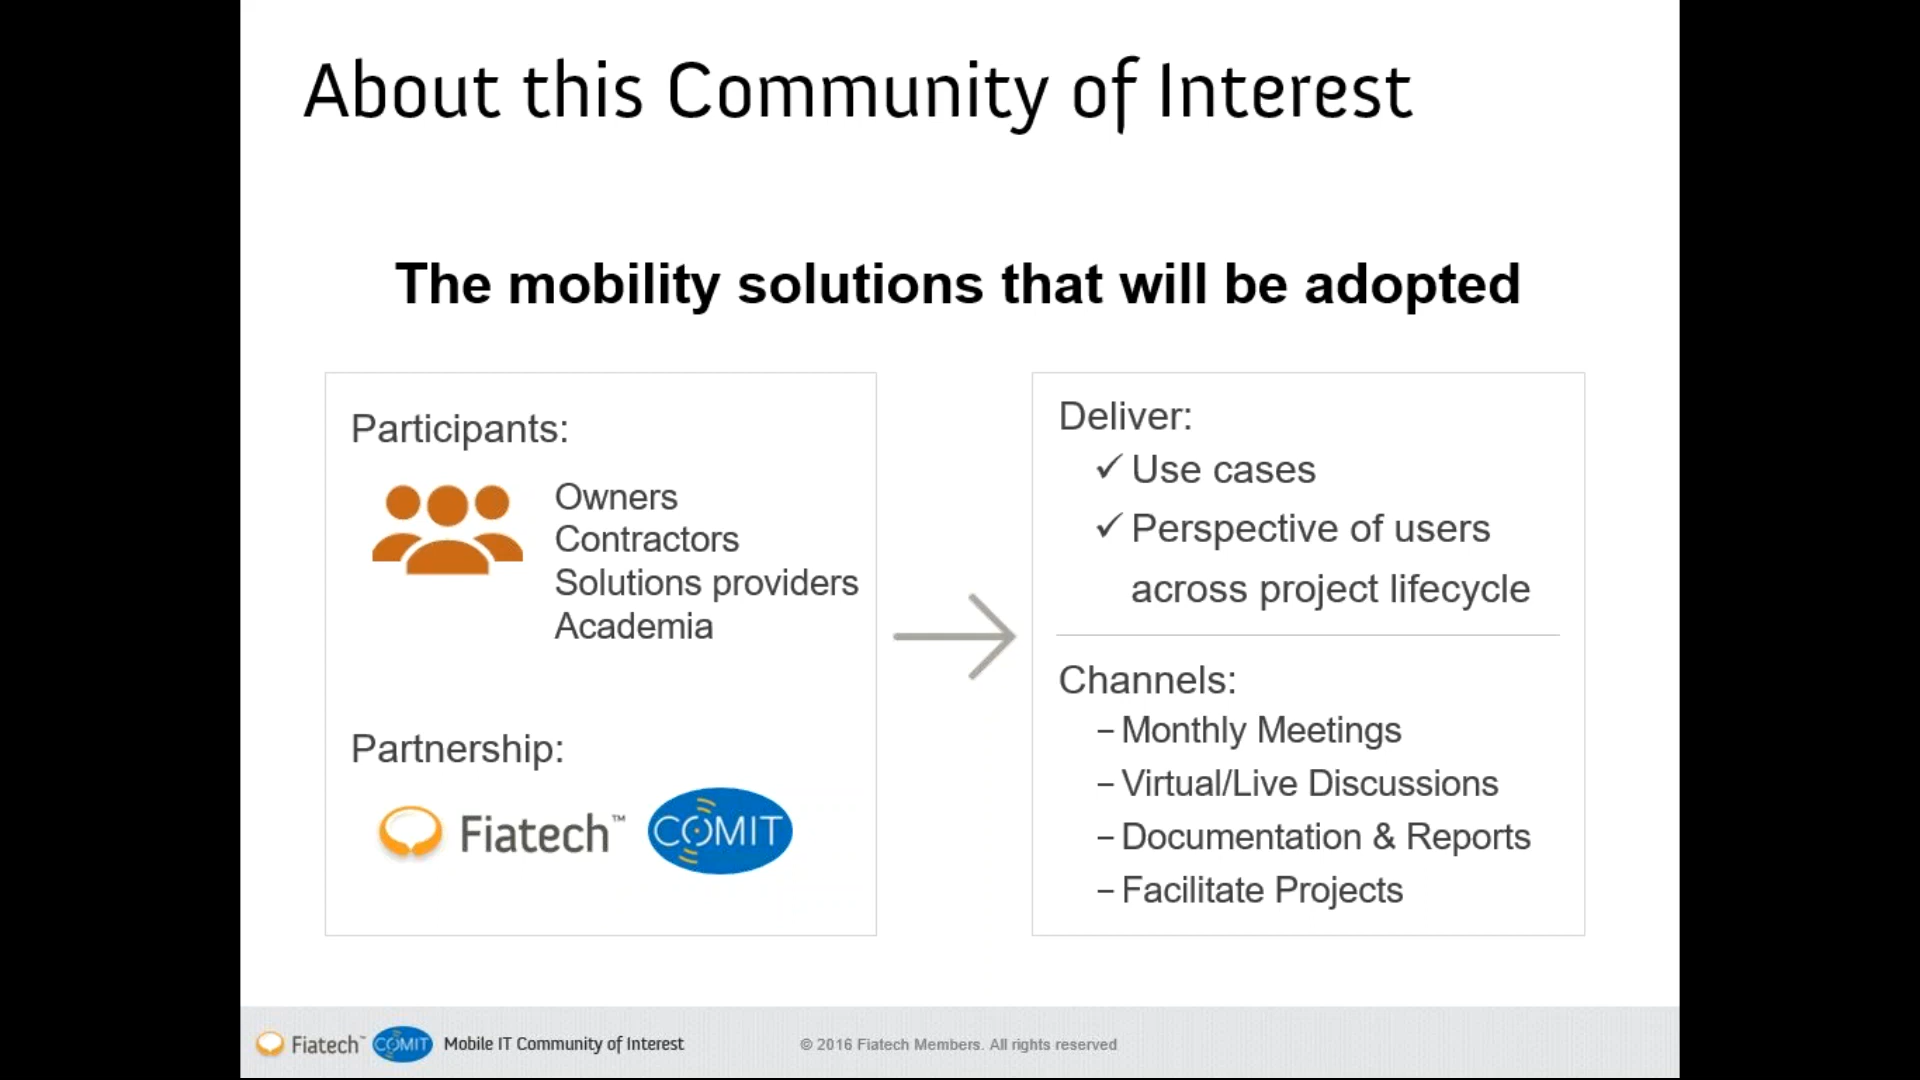 About this Community of Interest
The mobility solutions that will be adopted
Participants:
Owners
Contractors
Solutions providers
Academia
Partnership:
Fiatech™
COMIT
Deliver:
✓ Use cases
✓ Perspective of users
across project lifecycle
Channels:
– Monthly Meetings
– Virtual/Live Discussions
– Documentation & Reports
– Facilitate Projects
Fiatech™ COMIT Mobile IT Community of Interest
© 2016 Fiatech Members. All rights reserved